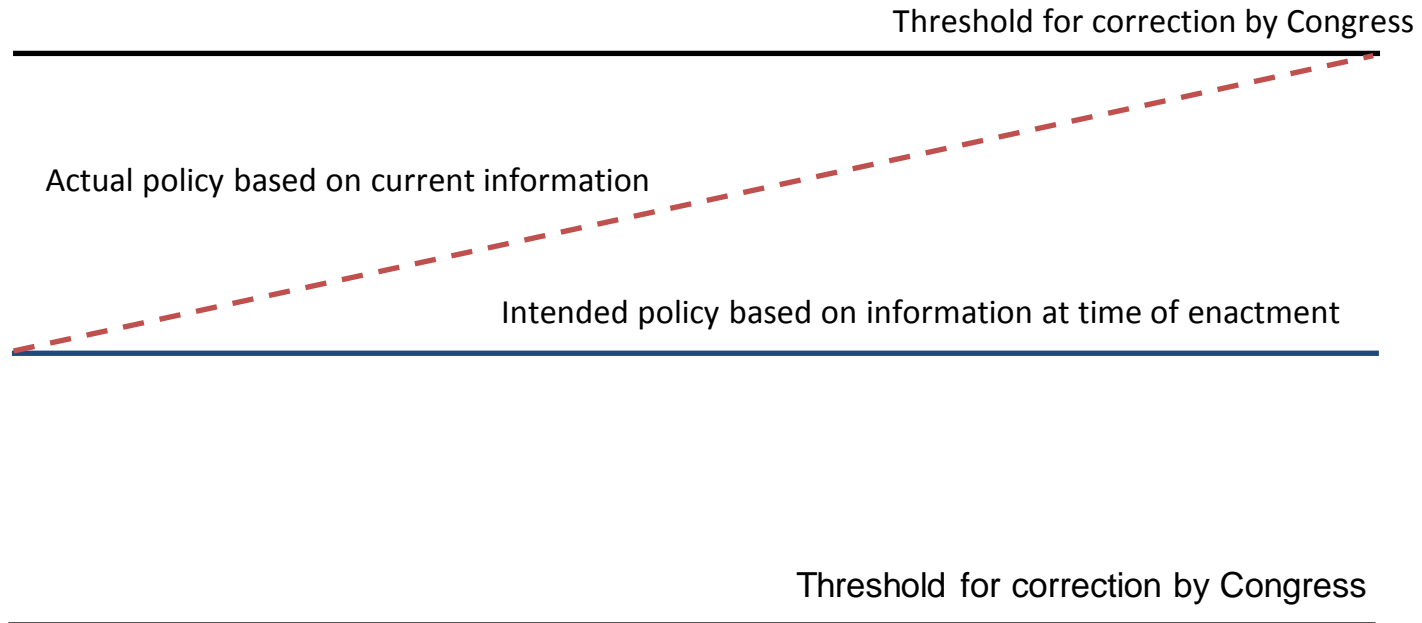 Threshold for correction by Congress
Actual policy based on current information
Intended policy based on information at time of enactment
Threshold for correction by Congress